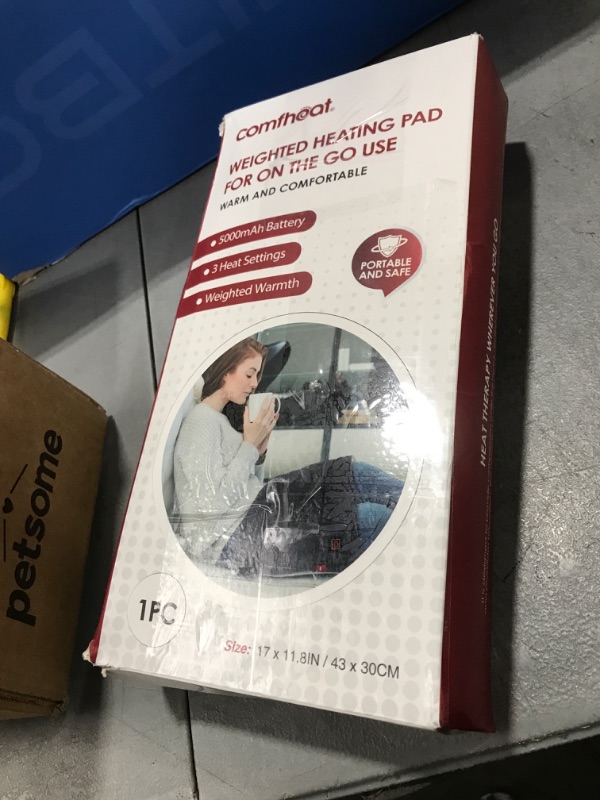 comfheat
WEIGHTED HEATING PAD
FOR ON THE GO USE
WARM AND COMFORTABLE
• 5000mAh Battery
• 3 Heat Settings
• Weighted Warmth
PORTABLE
AND SAFE
1PC
Size: 17 x 11.8IN / 43 x 30CM
HEAT THERAPY WHEREVER YOU GO
petsome